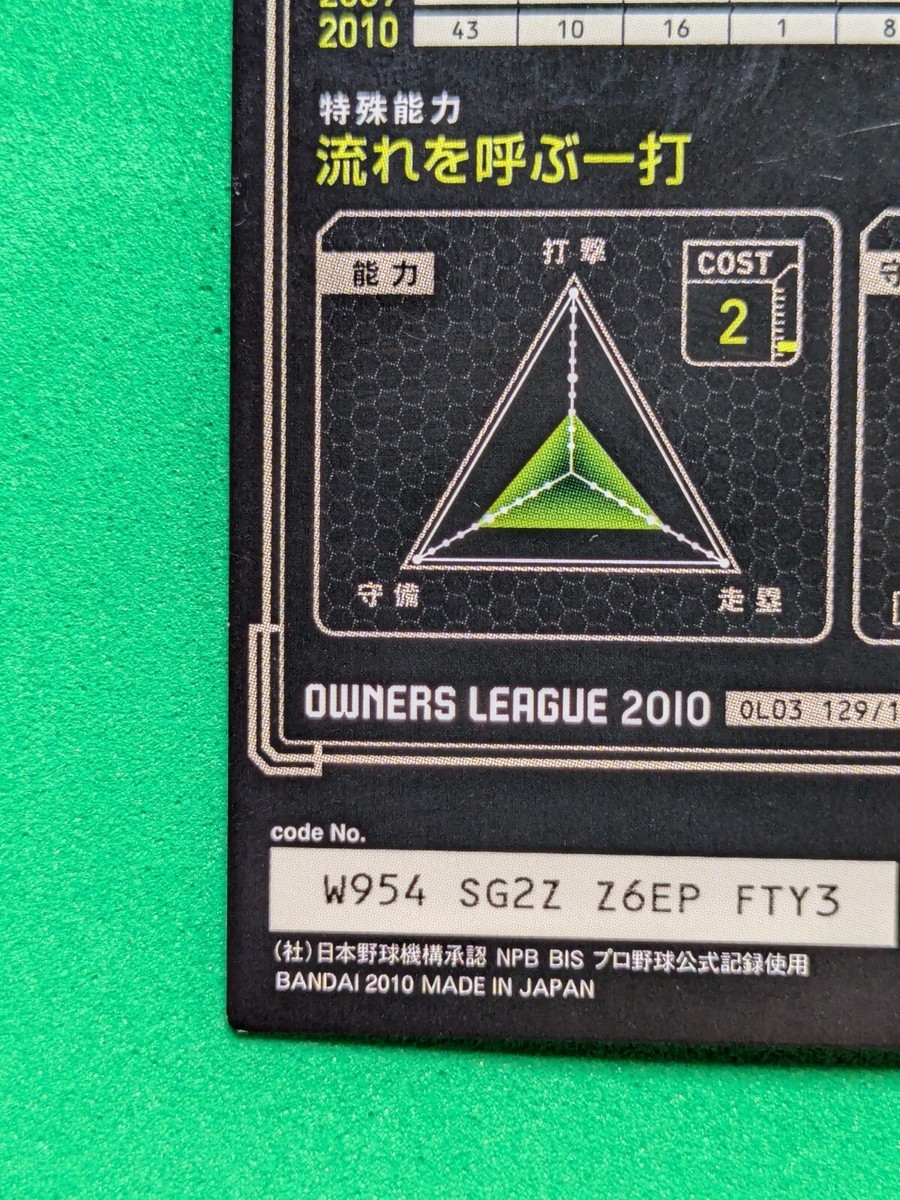 2010 43 10 16 1 8
特殊能力
流れを呼ぶ一打
能力
打撃
COST
2
守備
走塁
OWNERS LEAGUE 2010
OL03 129/1
code No.
W954 SG2Z Z6EP FTY3
(社)日本野球機構承認 NPB BIS プロ野球公式記録使用
BANDAI 2010 MADE IN JAPAN